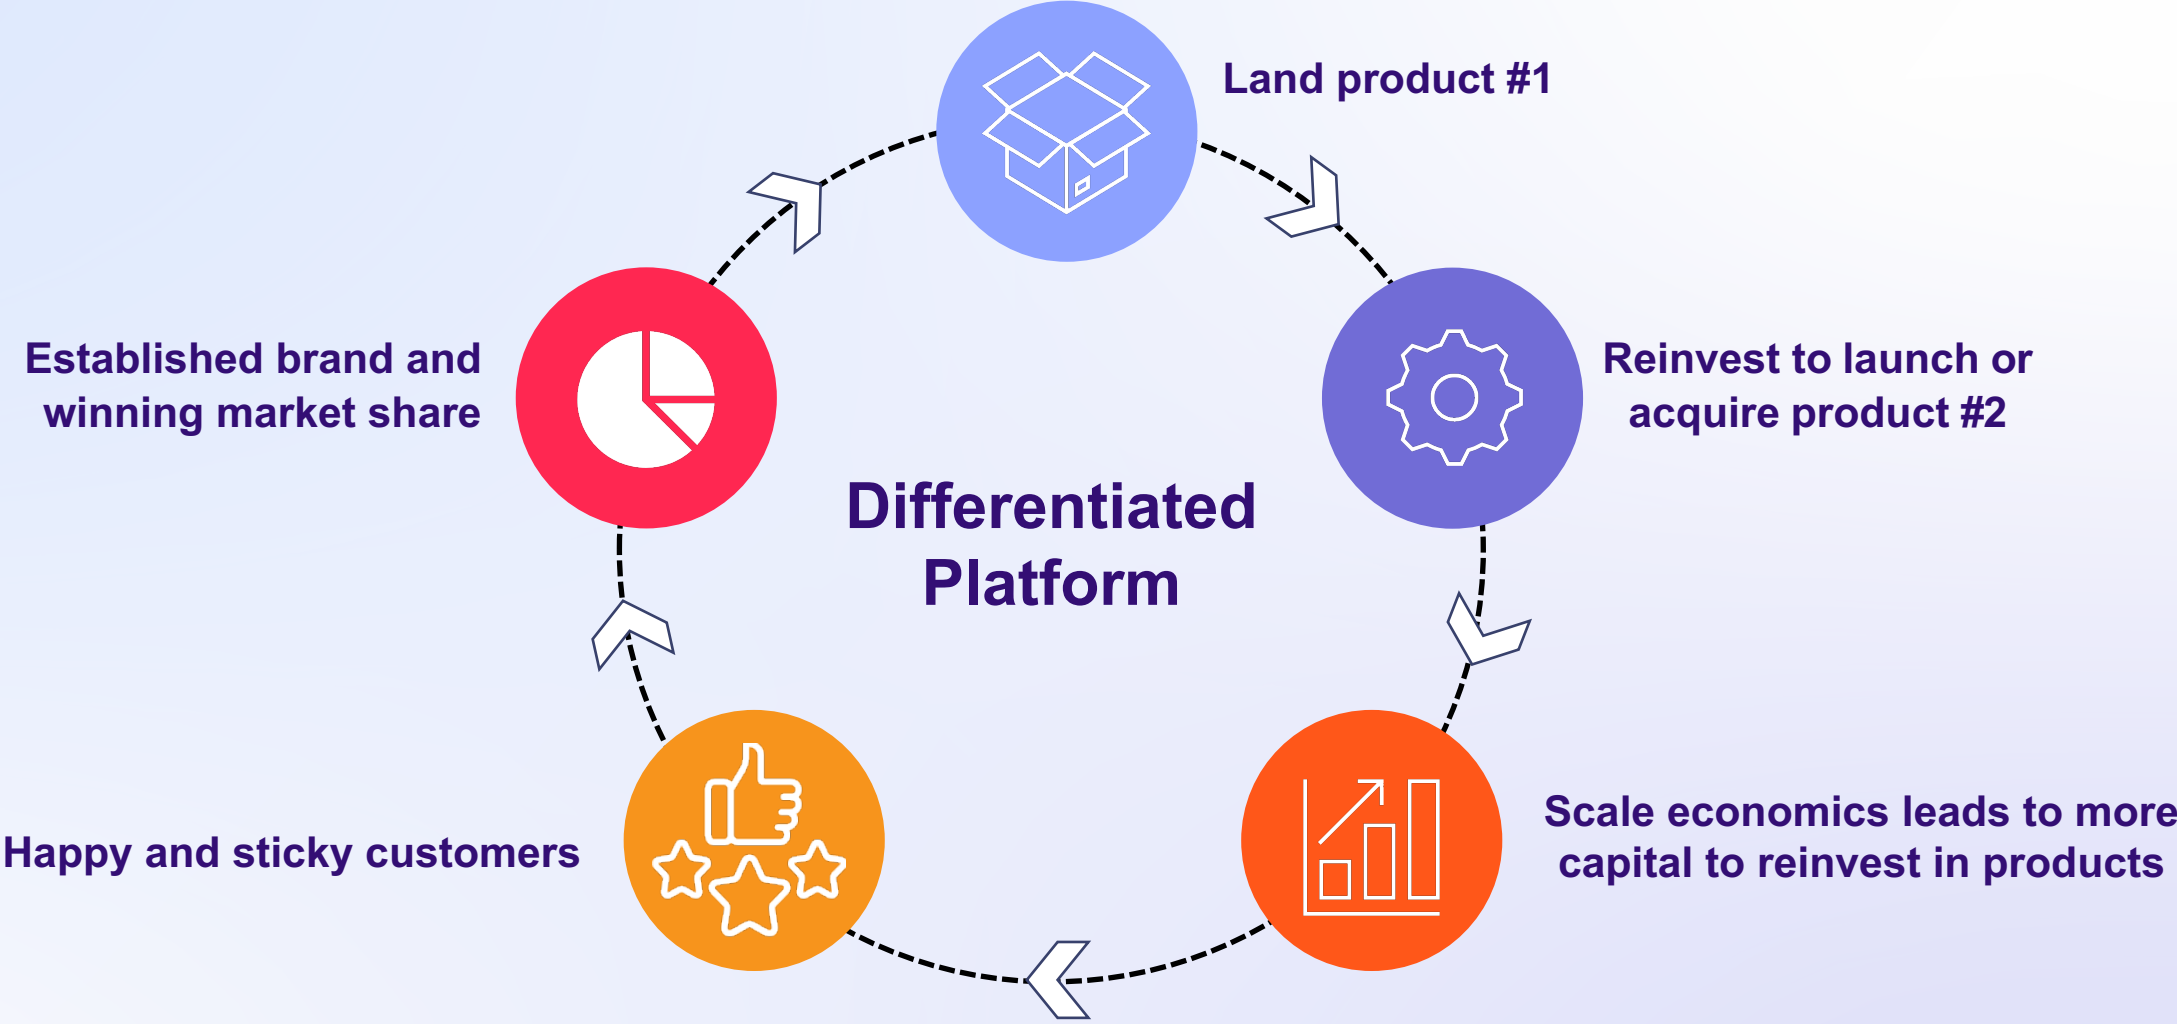 Land product #1
Reinvest to launch or
acquire product #2
Scale economics leads to more
capital to reinvest in products
Happy and sticky customers
Established brand and
winning market share
Differentiated
Platform